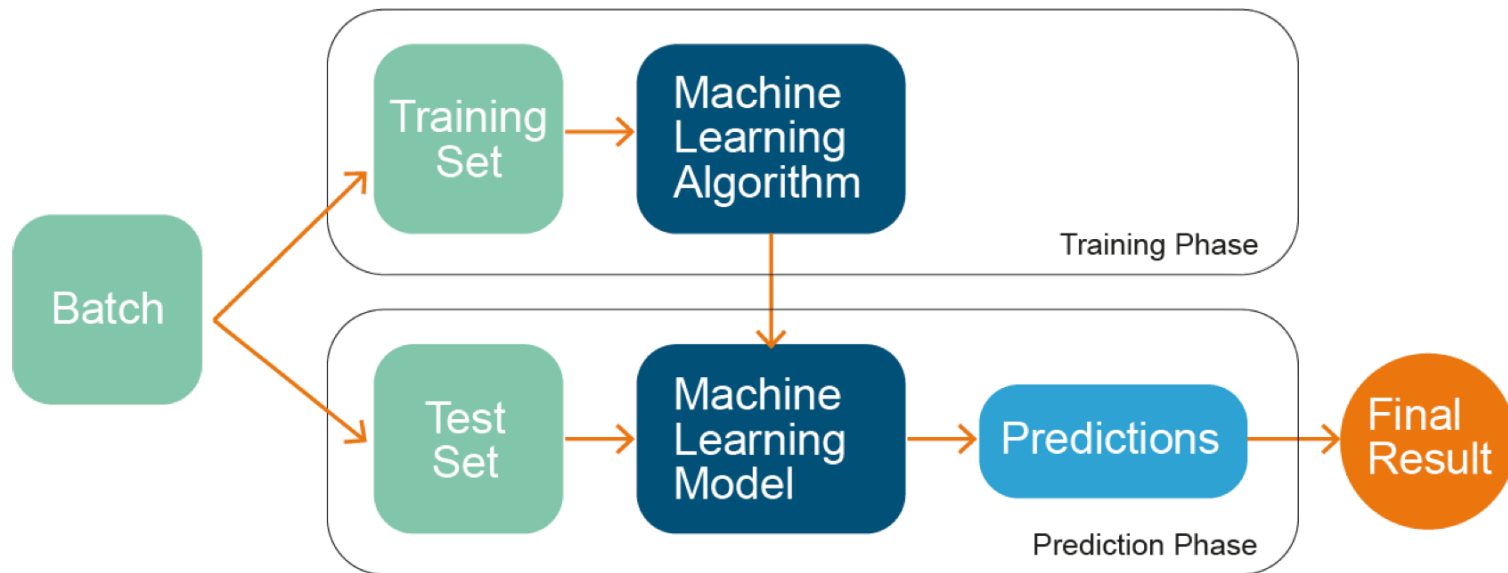 Training
Set
Machine
Learning
Algorithm
Training Phase
Batch
Test
Set
Machine
Learning
Model
Predictions
Final
Result
Prediction Phase